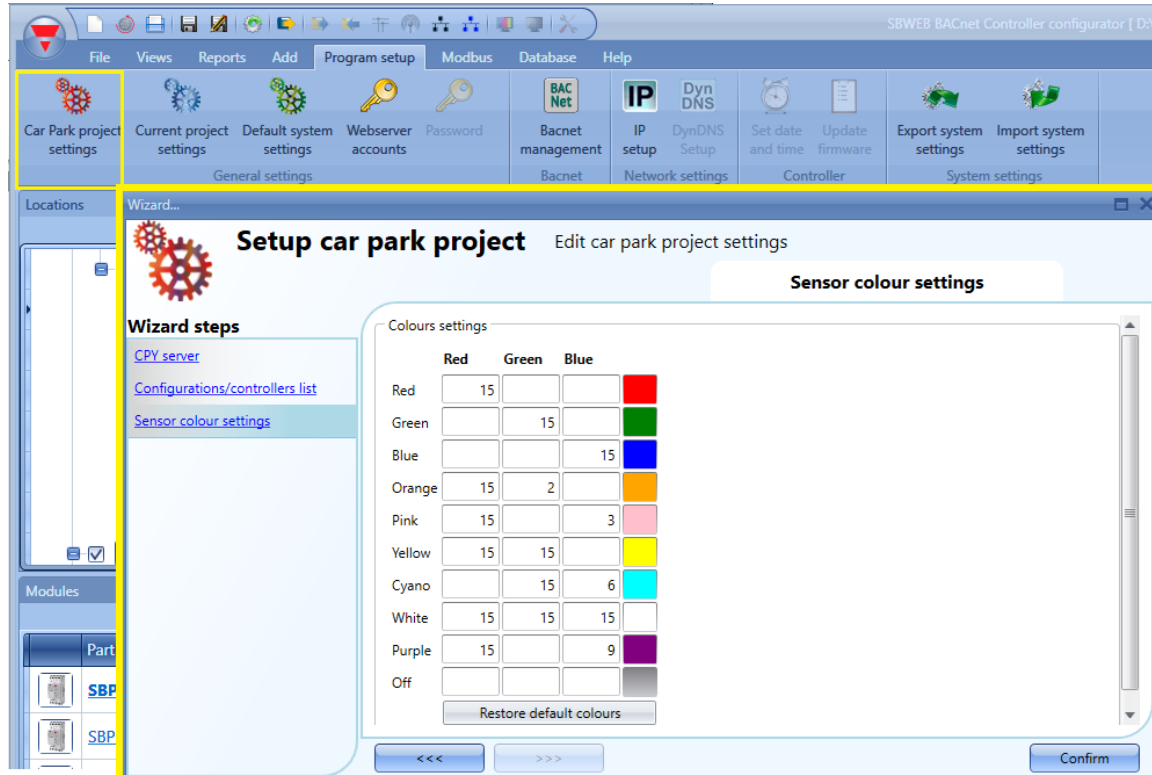 SBWEB BACnet Controller configurator [ D:\
File Views Reports Add Program setup Modbus Database Help
BAC
Net
IP
Dyn
DNS
Car Park project
settings
Current project
settings
Default system
settings
Webserver
accounts
Password
Bacnet
management
IP
setup
DynDNS
Setup
Set date
and time
Update
firmware
Export system
settings
Import system
settings
General settings Bacnet Network settings Controller System settings
Locations
Wizard...
Setup car park project Edit car park project settings
Sensor colour settings
Wizard steps
CPY server
Configurations/controllers list
Sensor colour settings
Colours settings
Red Green Blue
Red 15
Green 15
Blue 15
Orange 15 2
Pink 15 3
Yellow 15 15
Cyano 15 6
White 15 15 15
Purple 15 9
Off
Restore default colours
<<< >>> Confirm
Modules
Part
SBP
SBP